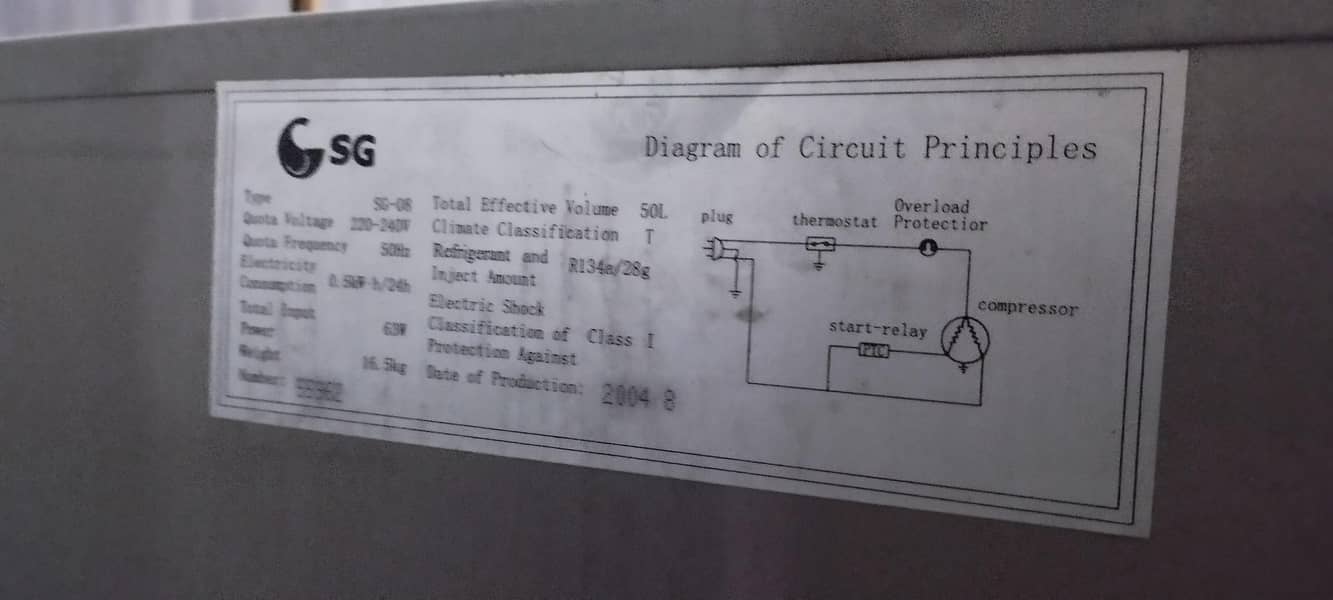 SG
Diagram of Circuit Principles
Type SG-08
Quota Voltage 220-240V
Quota Frequency 50Hz
Electricity
Consumption 0.5kW·h/24h
Total Input
Power 63W
Weight 16.5kg
Number:
Total Effective Volume 50L
Climate Classification T
Refrigerant and R134a/28g
Inject Amount
Electric Shock
Classification of Class I
Protection Against
Date of Production: 2004 8
plug
thermostat
Overload
Protectior
compressor
start-relay
PTC